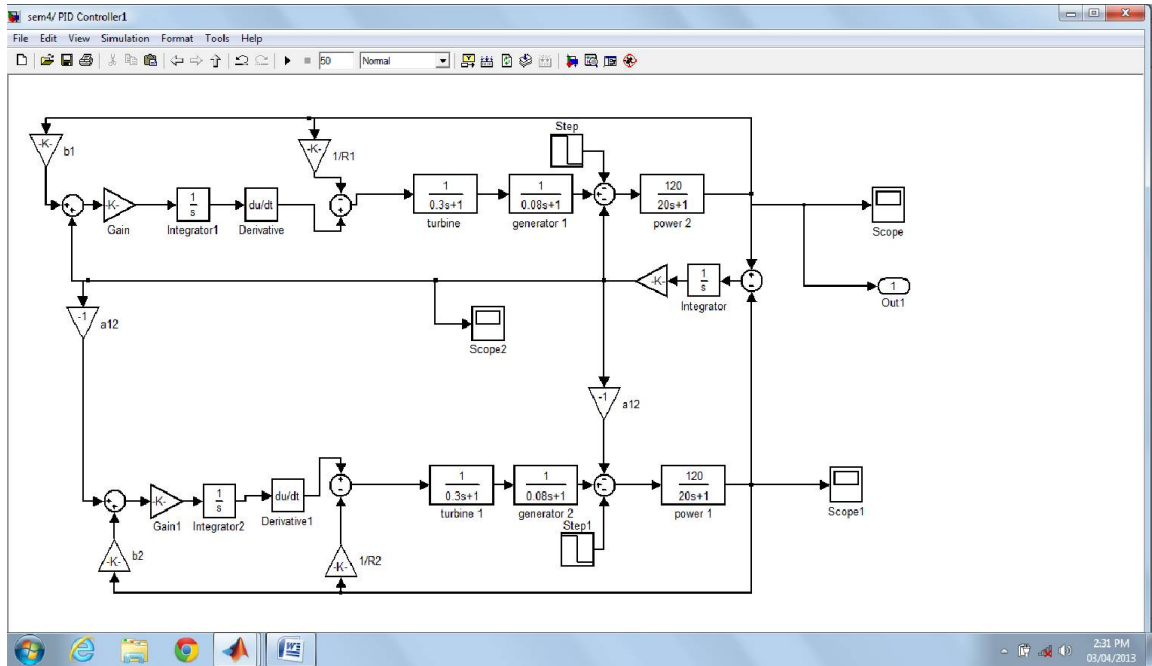 sem4/ PID Controller1
File Edit View Simulation Format Tools Help
50 Normal
Step
-K- b1
-K- 1/R1
-K-
Gain
1
s
Integrator1
du/dt
Derivative
1
0.3s+1
turbine
1
0.08s+1
generator 1
120
20s+1
power 2
Scope
-K-
1
s
Integrator
1
Out1
-1
a12
Scope2
-1
a12
-K-
Gain1
1
s
Integrator2
du/dt
Derivative1
1
0.3s+1
turbine 1
1
0.08s+1
generator 2
Step1
120
20s+1
power 1
Scope1
-K- b2
-K- 1/R2
2:31 PM
03/04/2013